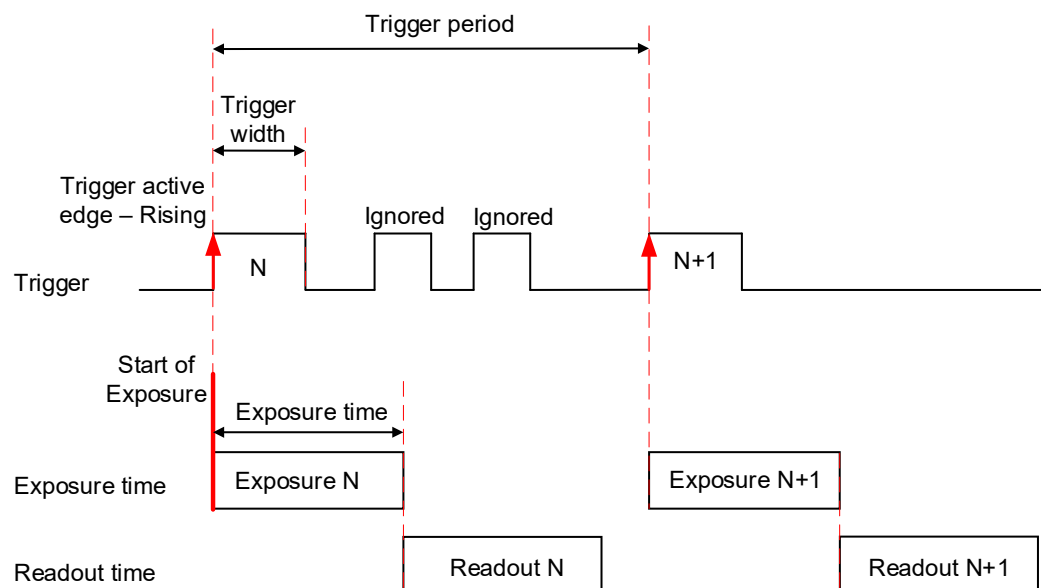 Trigger period
Trigger
width
Trigger active
edge – Rising
Ignored
Ignored
N
N+1
Trigger
Start of
Exposure
Exposure time
Exposure N
Exposure N+1
Exposure time
Readout N
Readout N+1
Readout time